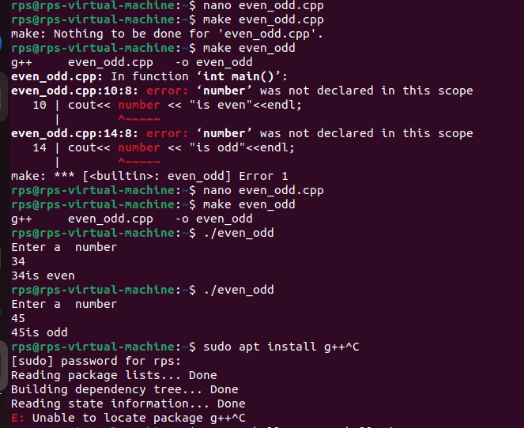 rps@rps-virtual-machine:~$ nano even_odd.cpp
rps@rps-virtual-machine:~$ make even_odd.cpp
make: Nothing to be done for 'even_odd.cpp'.
rps@rps-virtual-machine:~$ make even_odd
g++     even_odd.cpp   -o even_odd
even_odd.cpp: In function ‘int main()’:
even_odd.cpp:10:8: error: ‘number’ was not declared in this scope
   10 | cout<< number << "is even"<<endl;
      |        ^~~~~~
even_odd.cpp:14:8: error: ‘number’ was not declared in this scope
   14 | cout<< number << "is odd"<<endl;
      |        ^~~~~~
make: *** [<builtin>: even_odd] Error 1
rps@rps-virtual-machine:~$ nano even_odd.cpp
rps@rps-virtual-machine:~$ make even_odd
g++     even_odd.cpp   -o even_odd
rps@rps-virtual-machine:~$ ./even_odd
Enter a  number
34
34is even
rps@rps-virtual-machine:~$ ./even_odd
Enter a  number
45
45is odd
rps@rps-virtual-machine:~$ sudo apt install g++^C
[sudo] password for rps:
Reading package lists... Done
Building dependency tree... Done
Reading state information... Done
E: Unable to locate package g++^C